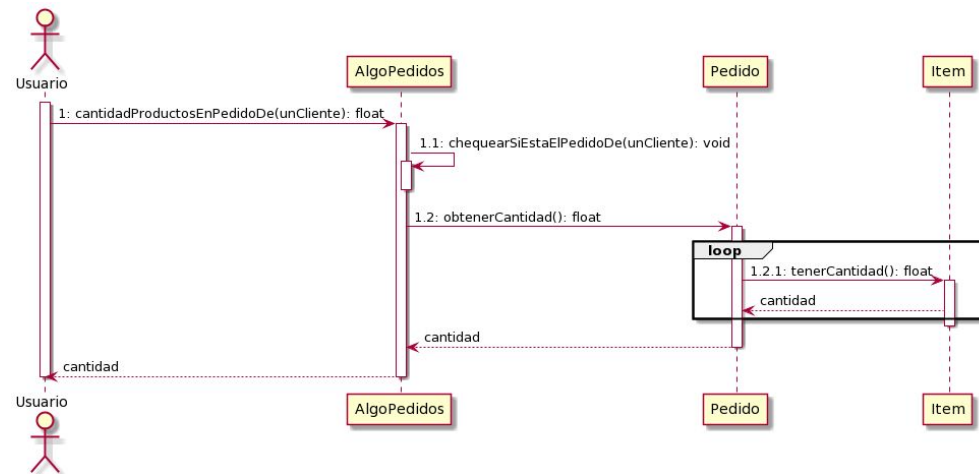 Usuario
AlgoPedidos
Pedido
Item
1: cantidadProductosEnPedidoDe(unCliente): float
1.1: chequearSiEstaElPedidoDe(unCliente): void
1.2: obtenerCantidad(): float
loop
1.2.1: tenerCantidad(): float
cantidad
cantidad
cantidad
Usuario
AlgoPedidos
Pedido
Item